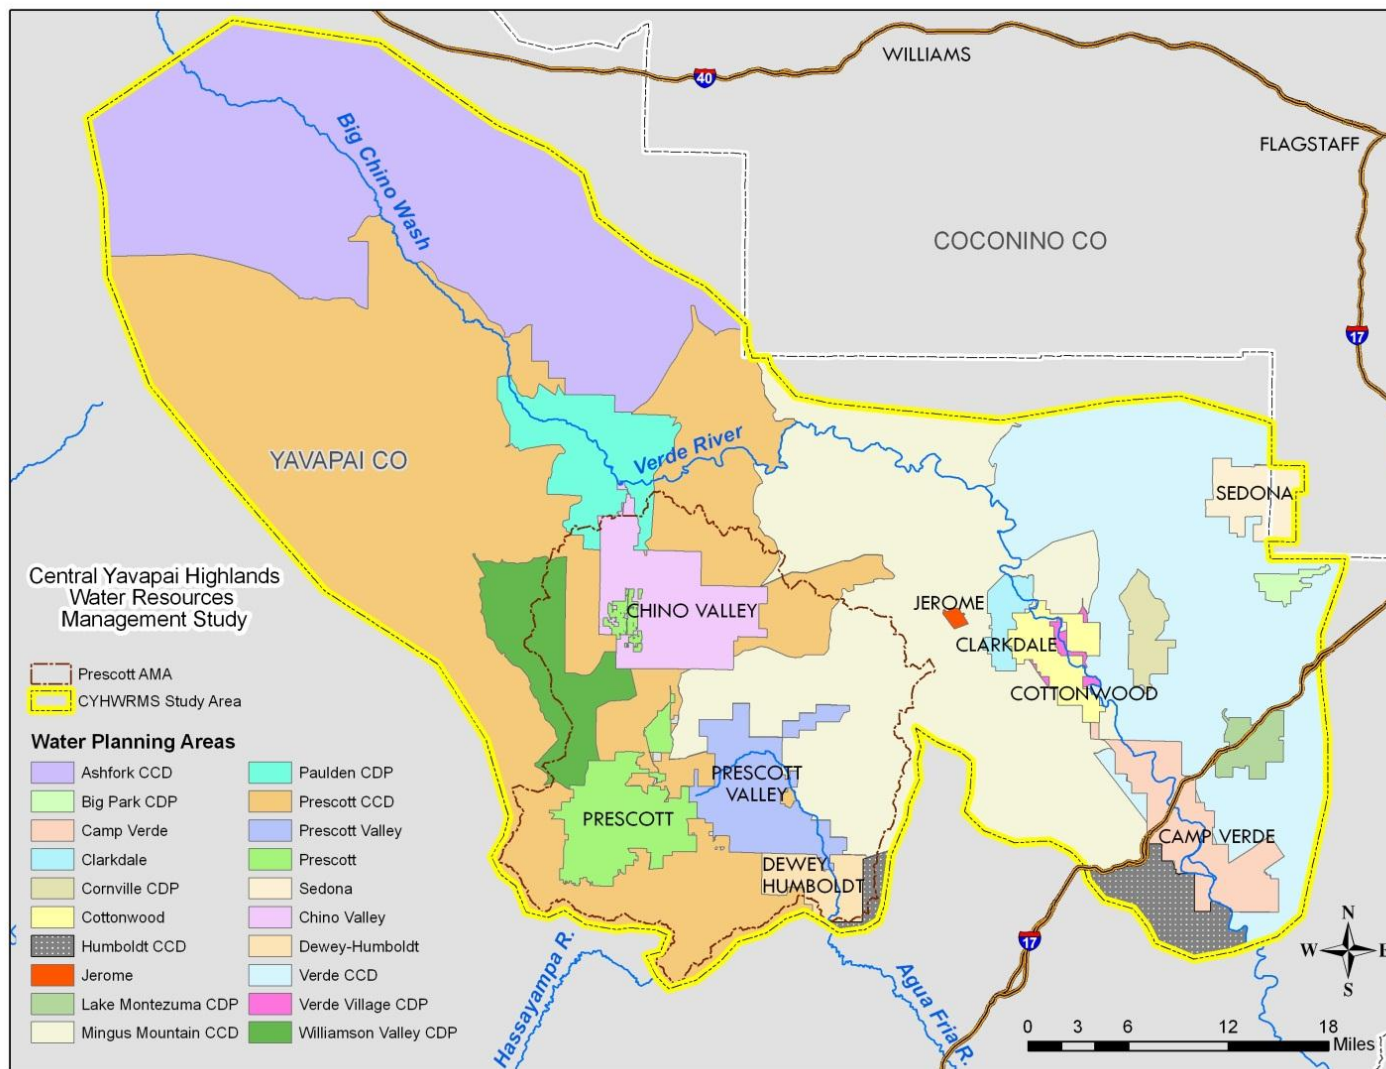 WILLIAMS
40
FLAGSTAFF
Big Chino Wash
COCONINO CO
17
Verde River
YAVAPAI CO
SEDONA
Central Yavapai Highlands
Water Resources
Management Study
CHINO VALLEY
JEROME
CLARKDALE
COTTONWOOD
Prescott AMA
CYHWRMS Study Area
Water Planning Areas
Ashfork CCD
Big Park CDP
Camp Verde
Clarkdale
Cornville CDP
Cottonwood
Humboldt CCD
Jerome
Lake Montezuma CDP
Mingus Mountain CCD
Paulden CDP
Prescott CCD
Prescott Valley
Prescott
Sedona
Chino Valley
Dewey-Humboldt
Verde CCD
Verde Village CDP
Williamson Valley CDP
PRESCOTT
VALLEY
PRESCOTT
DEWEY
HUMBOLDT
CAMP VERDE
17
Hassayampa R.
Agua Fria R.
N
W E
S
0 3 6 12 18
Miles